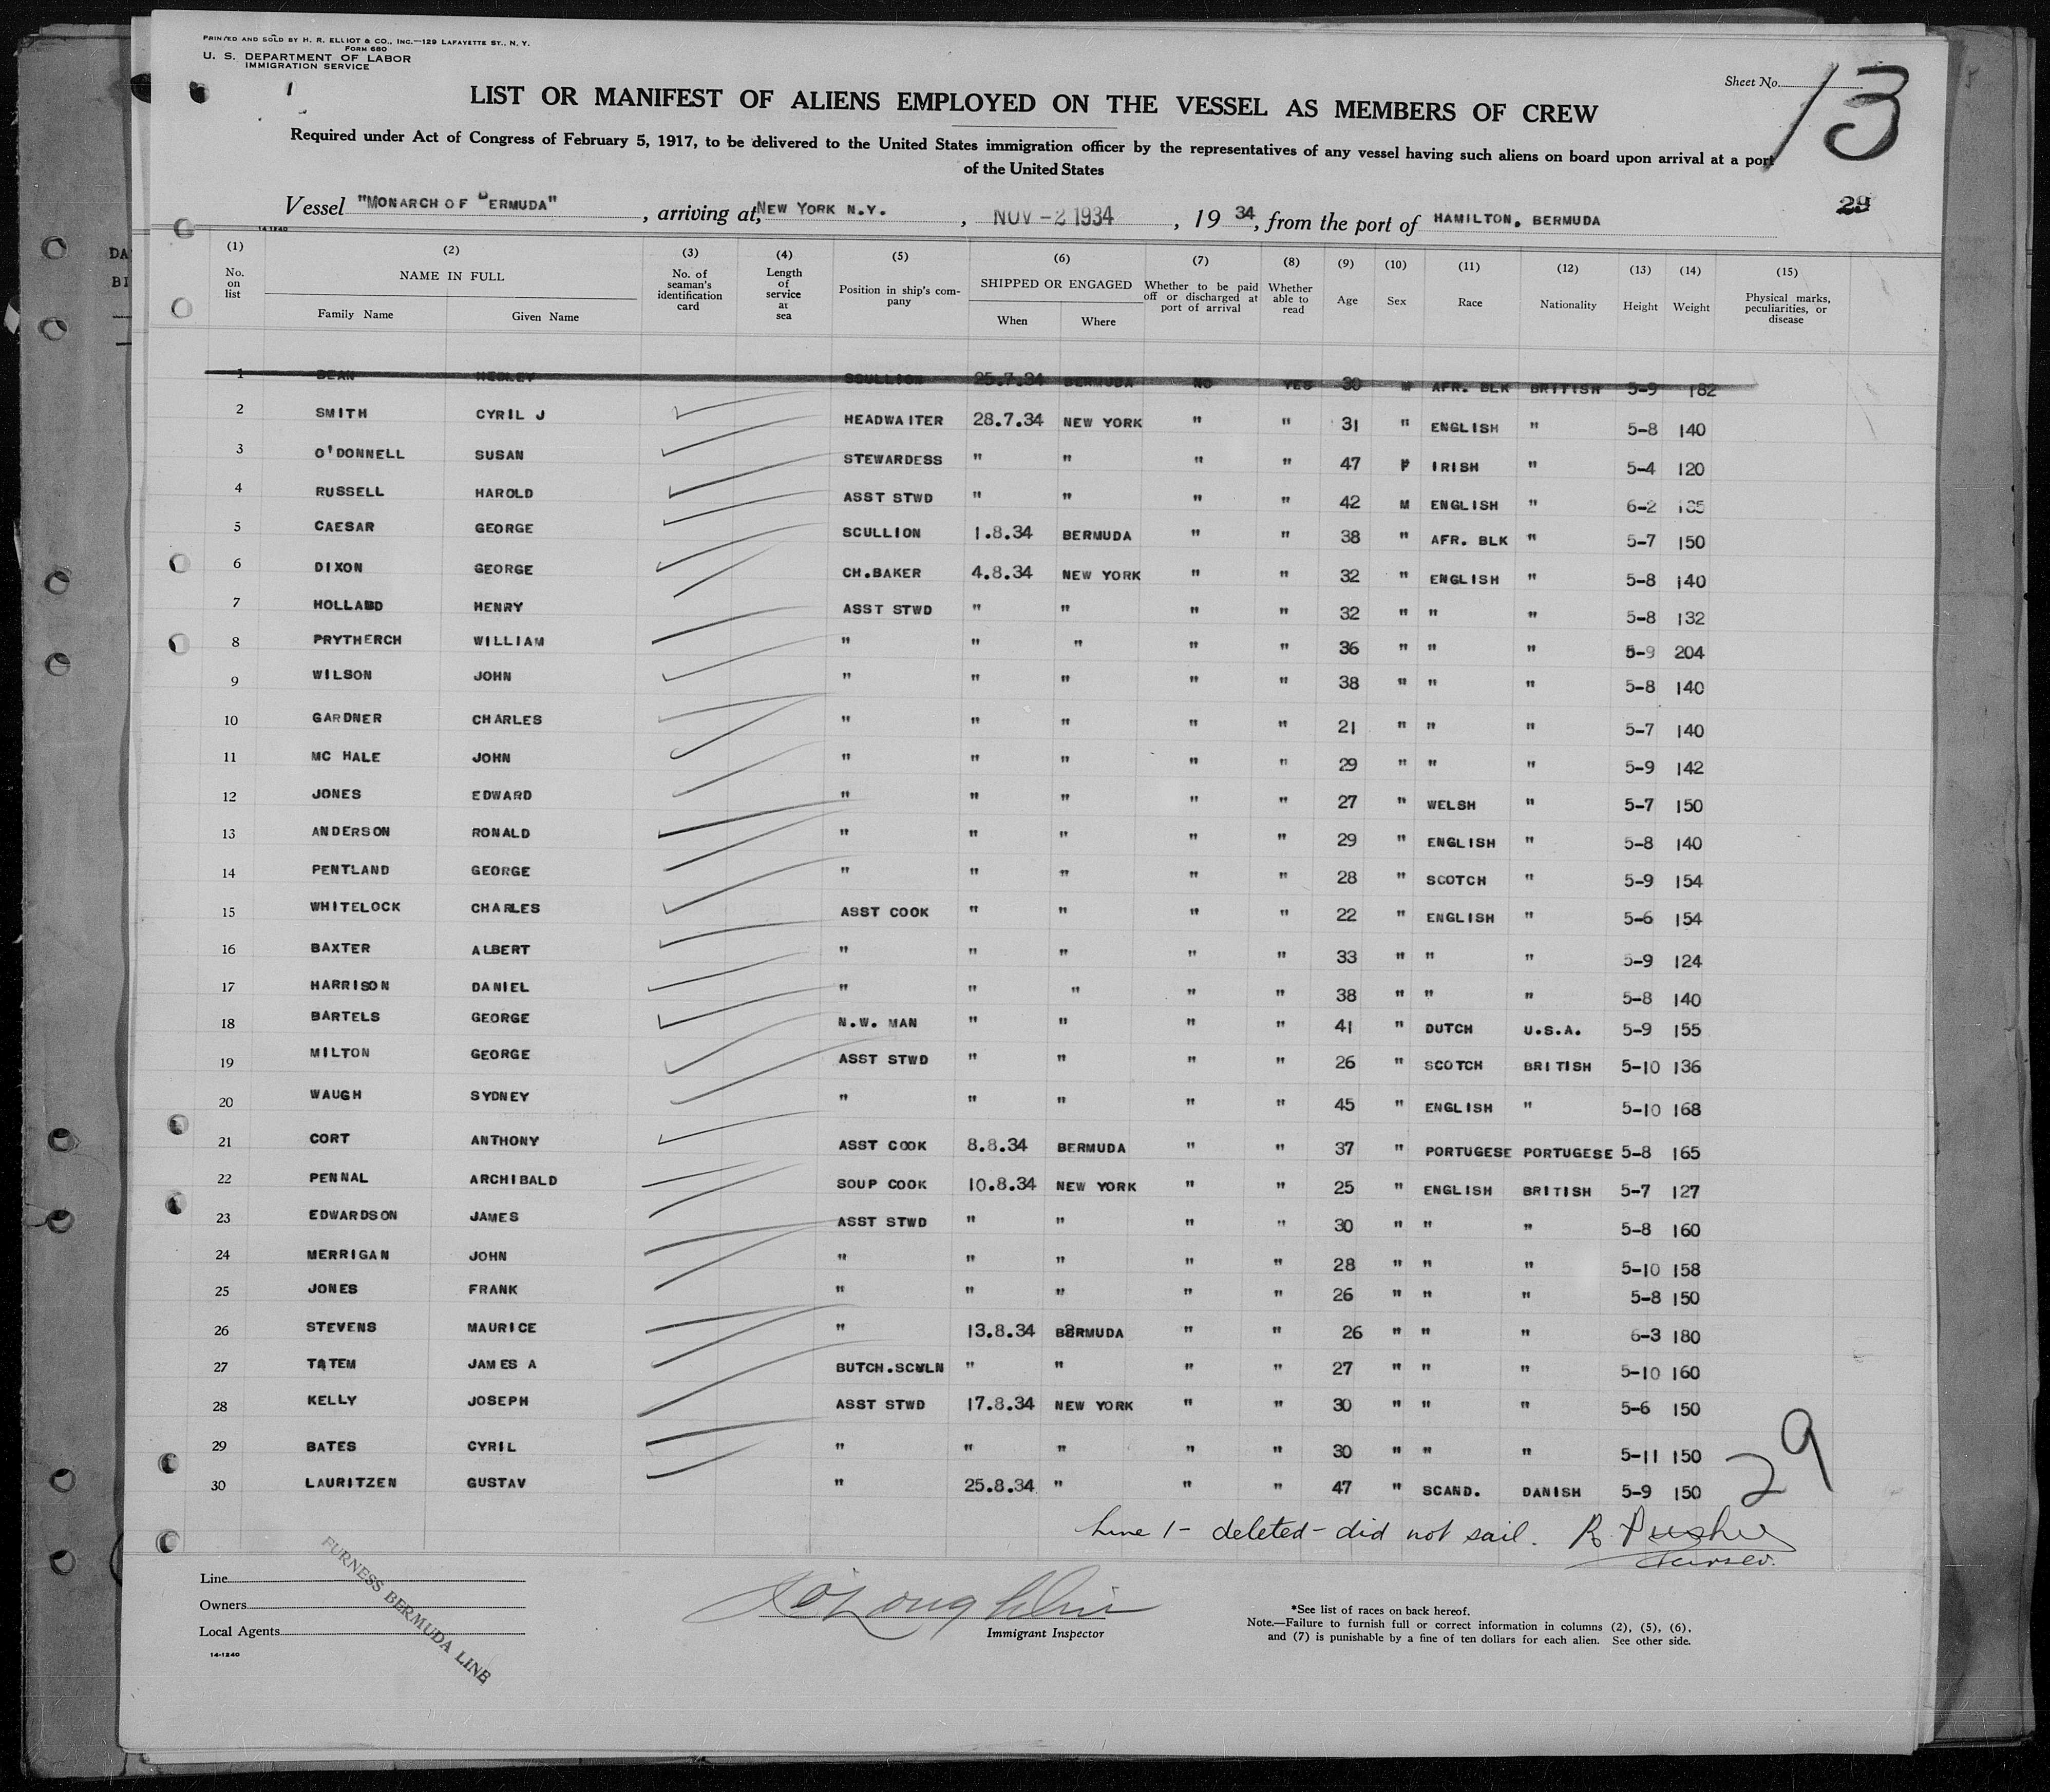 PRINTED AND SOLD BY H. R. ELLIOT & CO., INC.—129 LAFAYETTE ST., N. Y.
FORM 680
U. S. DEPARTMENT OF LABOR
IMMIGRATION SERVICE
Sheet No. 13
LIST OR MANIFEST OF ALIENS EMPLOYED ON THE VESSEL AS MEMBERS OF CREW
Required under Act of Congress of February 5, 1917, to be delivered to the United States immigration officer by the representatives of any vessel having such aliens on board upon arrival at a port
of the United States
29
Vessel "MONARCH OF BERMUDA", arriving at, NEW YORK N.Y., NOV -2 1934, 19 34, from the port of HAMILTON, BERMUDA
14-1240
(1) (2) (3) (4) (5) (6) (7) (8) (9) (10) (11) (12) (13) (14) (15)
No. on list NAME IN FULL Family Name Given Name No. of seaman's identification card Length of service at sea Position in ship's company SHIPPED OR ENGAGED When Where Whether to be paid off or discharged at port of arrival Whether able to read Age Sex Race Nationality Height Weight Physical marks, peculiarities, or disease
1 DEAN HEDLEY SCULLION 25.7.34 BERMUDA NO YES 30 M AFR. BLK BRITISH 5-9 182
2 SMITH CYRIL J HEADWAITER 28.7.34 NEW YORK " " 31 " ENGLISH " 5-8 140
3 O'DONNELL SUSAN STEWARDESS " " " " 47 F IRISH " 5-4 120
4 RUSSELL HAROLD ASST STWD " " " " 42 M ENGLISH " 6-2
5 CAESAR GEORGE SCULLION 1.8.34 BERMUDA " " 38 " AFR. BLK " 5-7 150
6 DIXON GEORGE CH.BAKER 4.8.34 NEW YORK " " 32 " ENGLISH " 5-8 140
7 HOLLAND HENRY ASST STWD " " " " 32 " " " 5-8 132
8 PRYTHERCH WILLIAM " " " " " 36 " " " 5-9 204
9 WILSON JOHN " " " " " 38 " " " 5-8 140
10 GARDNER CHARLES " " " " " 21 " " " 5-7 140
11 MC HALE JOHN " " " " " 29 " " " 5-9 142
12 JONES EDWARD " " " " " 27 " WELSH " 5-7 150
13 ANDERSON RONALD " " " " " 29 " ENGLISH " 5-8 140
14 PENTLAND GEORGE " " " " " 28 " SCOTCH " 5-9 154
15 WHITELOCK CHARLES ASST COOK " " " " 22 " ENGLISH " 5-6 154
16 BAXTER ALBERT " " " " " 33 " " " 5-9 124
17 HARRISON DANIEL " " " " " 38 " " " 5-8 140
18 BARTELS GEORGE N.W. MAN " " " " 41 " DUTCH U.S.A. 5-9 155
19 MILTON GEORGE ASST STWD " " " " 26 " SCOTCH BRITISH 5-10 136
20 WAUGH SYDNEY " " " " " 45 " ENGLISH " 5-10 168
21 CORT ANTHONY ASST COOK 8.8.34 BERMUDA " " 37 " PORTUGESE PORTUGESE 5-8 165
22 PENNAL ARCHIBALD SOUP COOK 10.8.34 NEW YORK " " 25 " ENGLISH BRITISH 5-7 127
23 EDWARDSON JAMES ASST STWD " " " " 30 " " " 5-8 160
24 MERRIGAN JOHN " " " " " 28 " " " 5-10 158
25 JONES FRANK " " " " " 26 " " " 5-8 150
26 STEVENS MAURICE " 13.8.34 BERMUDA " " 26 " " " 6-3 180
27 TATEM JAMES A BUTCH.SCULN " " " " 27 " " " 5-10 160
28 KELLY JOSEPH ASST STWD 17.8.34 NEW YORK " " 30 " " " 5-6 150
29 BATES CYRIL " " " " " 30 " " " 5-11 150
30 LAURITZEN GUSTAV " 25.8.34 " " " 47 " SCAND. DANISH 5-9 150
29
Line 1 - deleted - did not sail. R.
Purser.
Line
Owners
Local Agents
FURNESS BERMUDA LINE
14-1240
Immigrant Inspector
*See list of races on back hereof.
Note.—Failure to furnish full or correct information in columns (2), (5), (6),
and (7) is punishable by a fine of ten dollars for each alien. See other side.